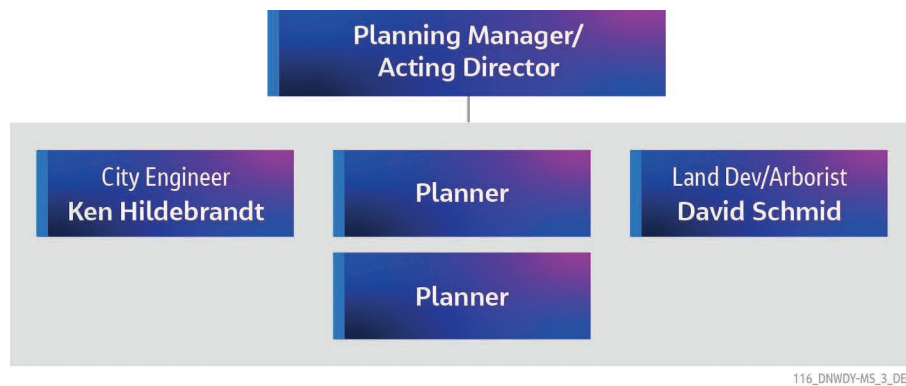 Planning Manager/
Acting Director
City Engineer
Ken Hildebrandt
Planner
Land Dev/Arborist
David Schmid
Planner
116_DNWDY-MS_3_DE